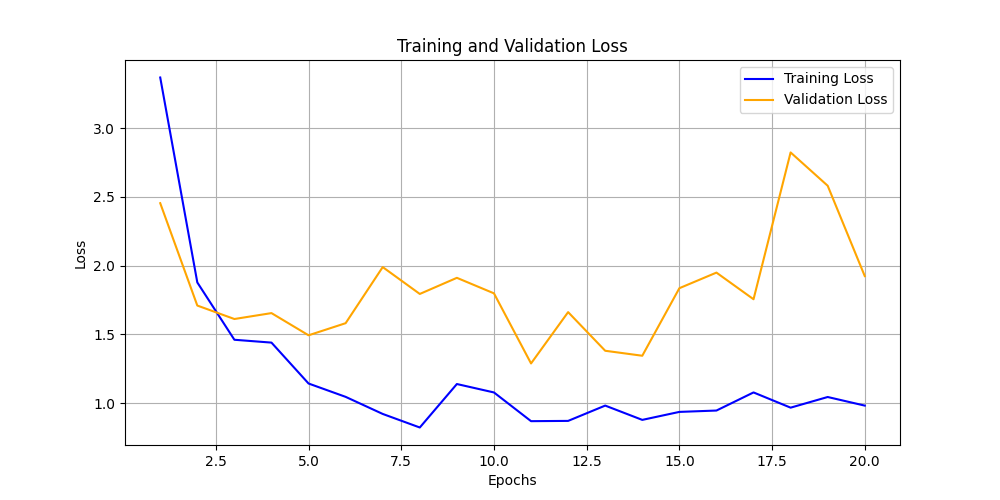 Training and Validation Loss
Training Loss
Validation Loss
3.0
2.5
2.0
1.5
1.0
Loss
2.5 5.0 7.5 10.0 12.5 15.0 17.5 20.0
Epochs